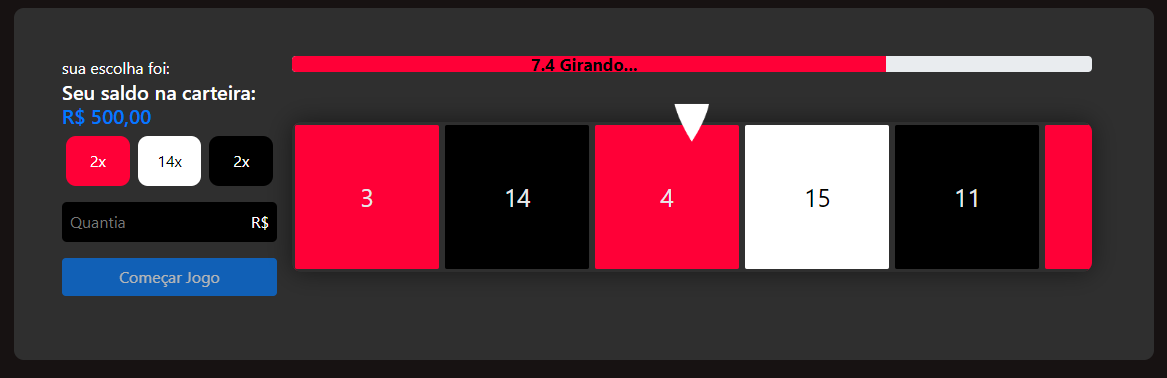 sua escolha foi:
Seu saldo na carteira:
R$ 500,00
2x 14x 2x
Quantia R$
Começar Jogo
7.4 Girando...
3 14 4 15 11